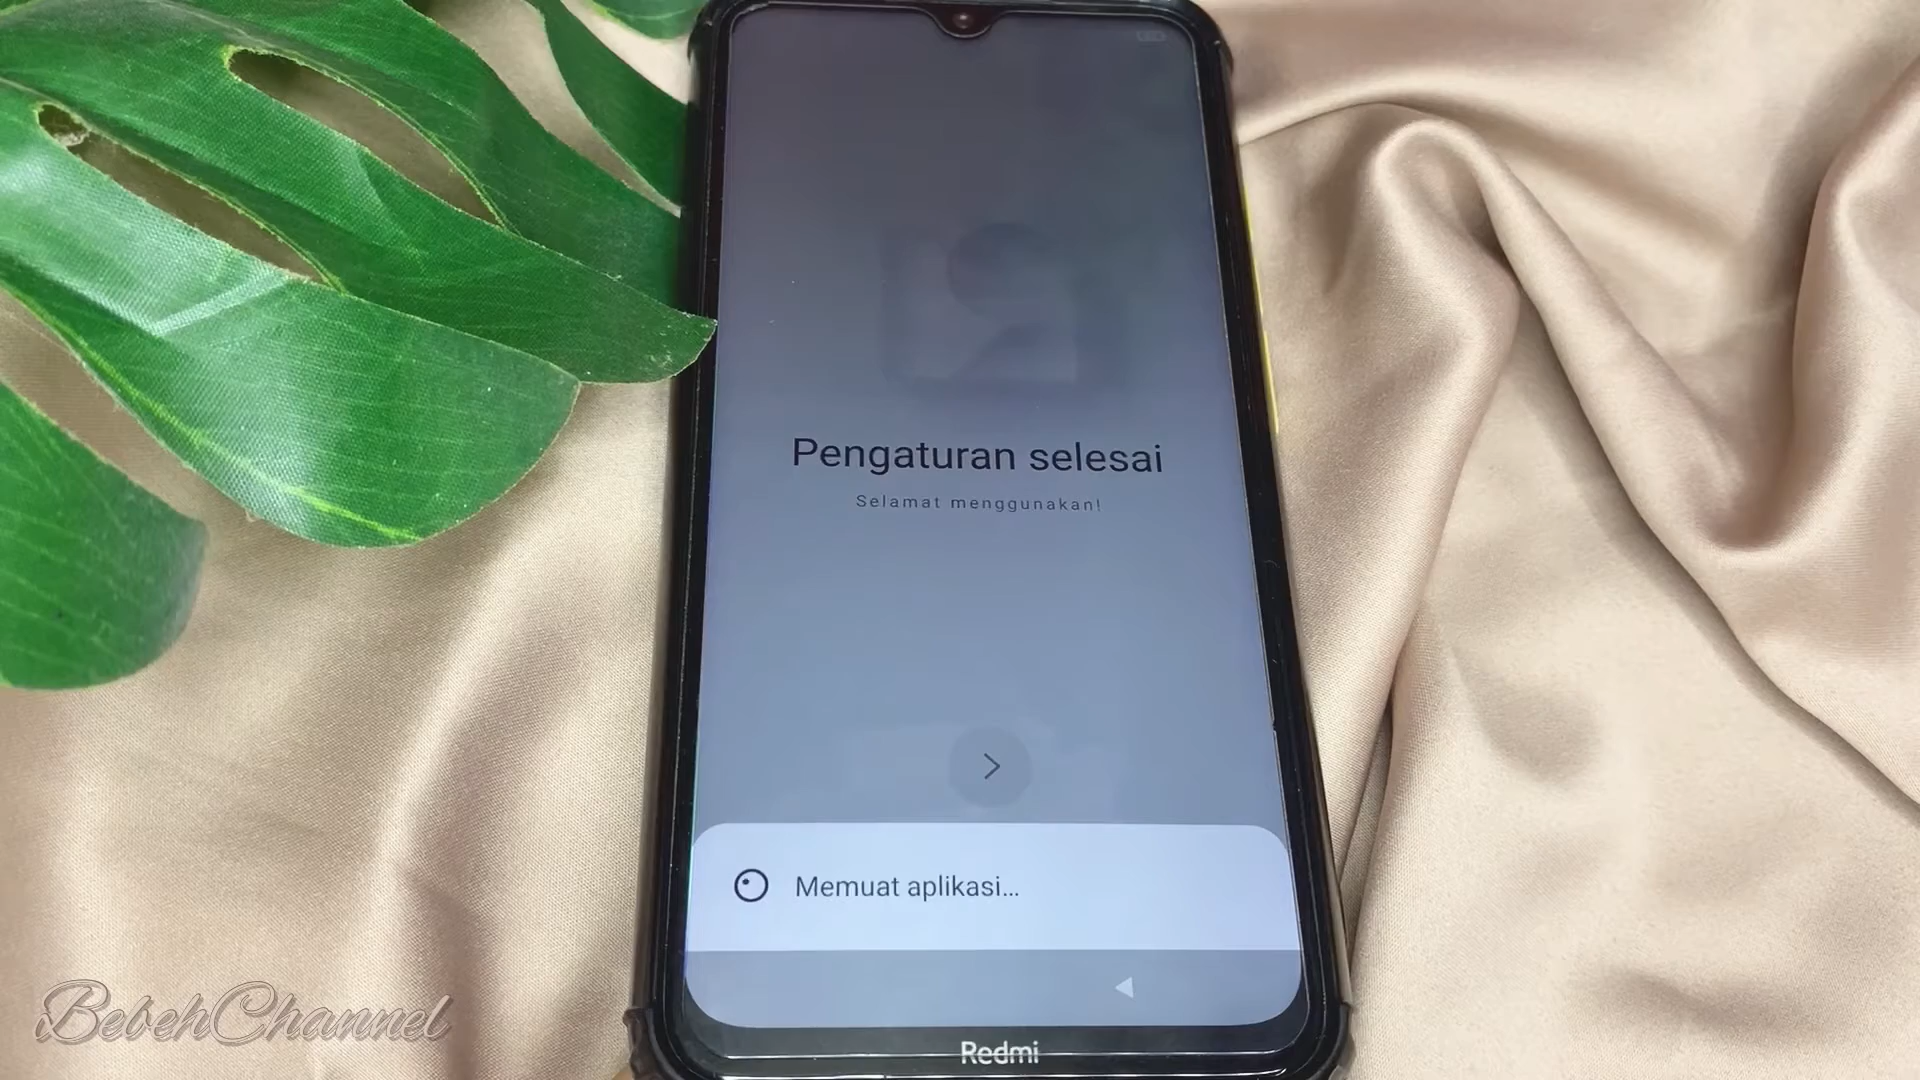 Pengaturan selesai
Selamat menggunakan!
Memuat aplikasi...
Redmi
BebehChannel